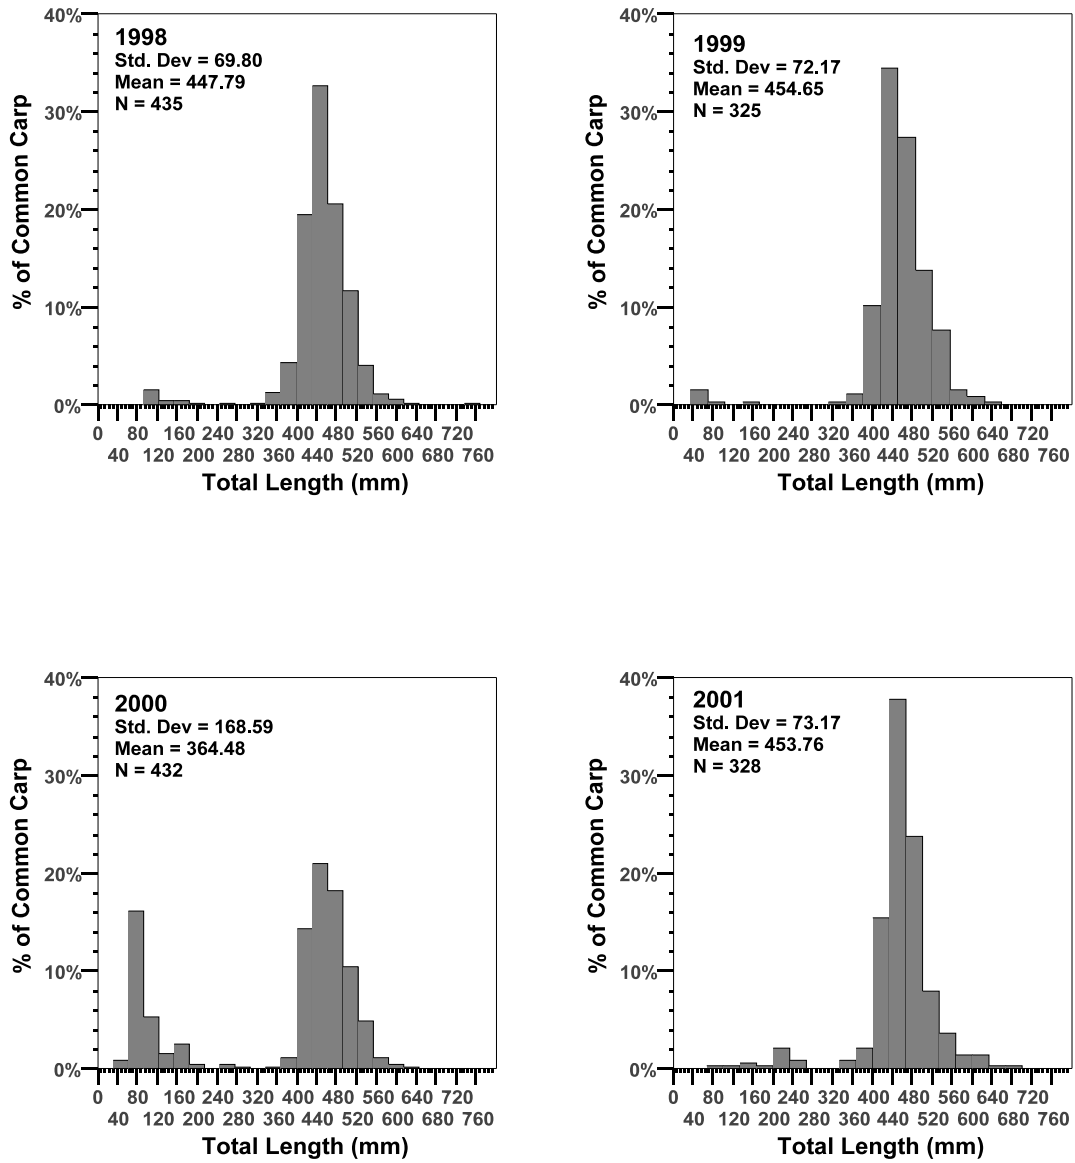 40%
30%
20%
10%
0%
% of Common Carp
1998
Std. Dev = 69.80
Mean = 447.79
N = 435
0 80 160 240 320 400 480 560 640 720
40 120 200 280 360 440 520 600 680 760
Total Length (mm)
40%
30%
20%
10%
0%
% of Common Carp
1999
Std. Dev = 72.17
Mean = 454.65
N = 325
0 80 160 240 320 400 480 560 640 720
40 120 200 280 360 440 520 600 680 760
Total Length (mm)
40%
30%
20%
10%
0%
% of Common Carp
2000
Std. Dev = 168.59
Mean = 364.48
N = 432
0 80 160 240 320 400 480 560 640 720
40 120 200 280 360 440 520 600 680 760
Total Length (mm)
40%
30%
20%
10%
0%
% of Common Carp
2001
Std. Dev = 73.17
Mean = 453.76
N = 328
0 80 160 240 320 400 480 560 640 720
40 120 200 280 360 440 520 600 680 760
Total Length (mm)